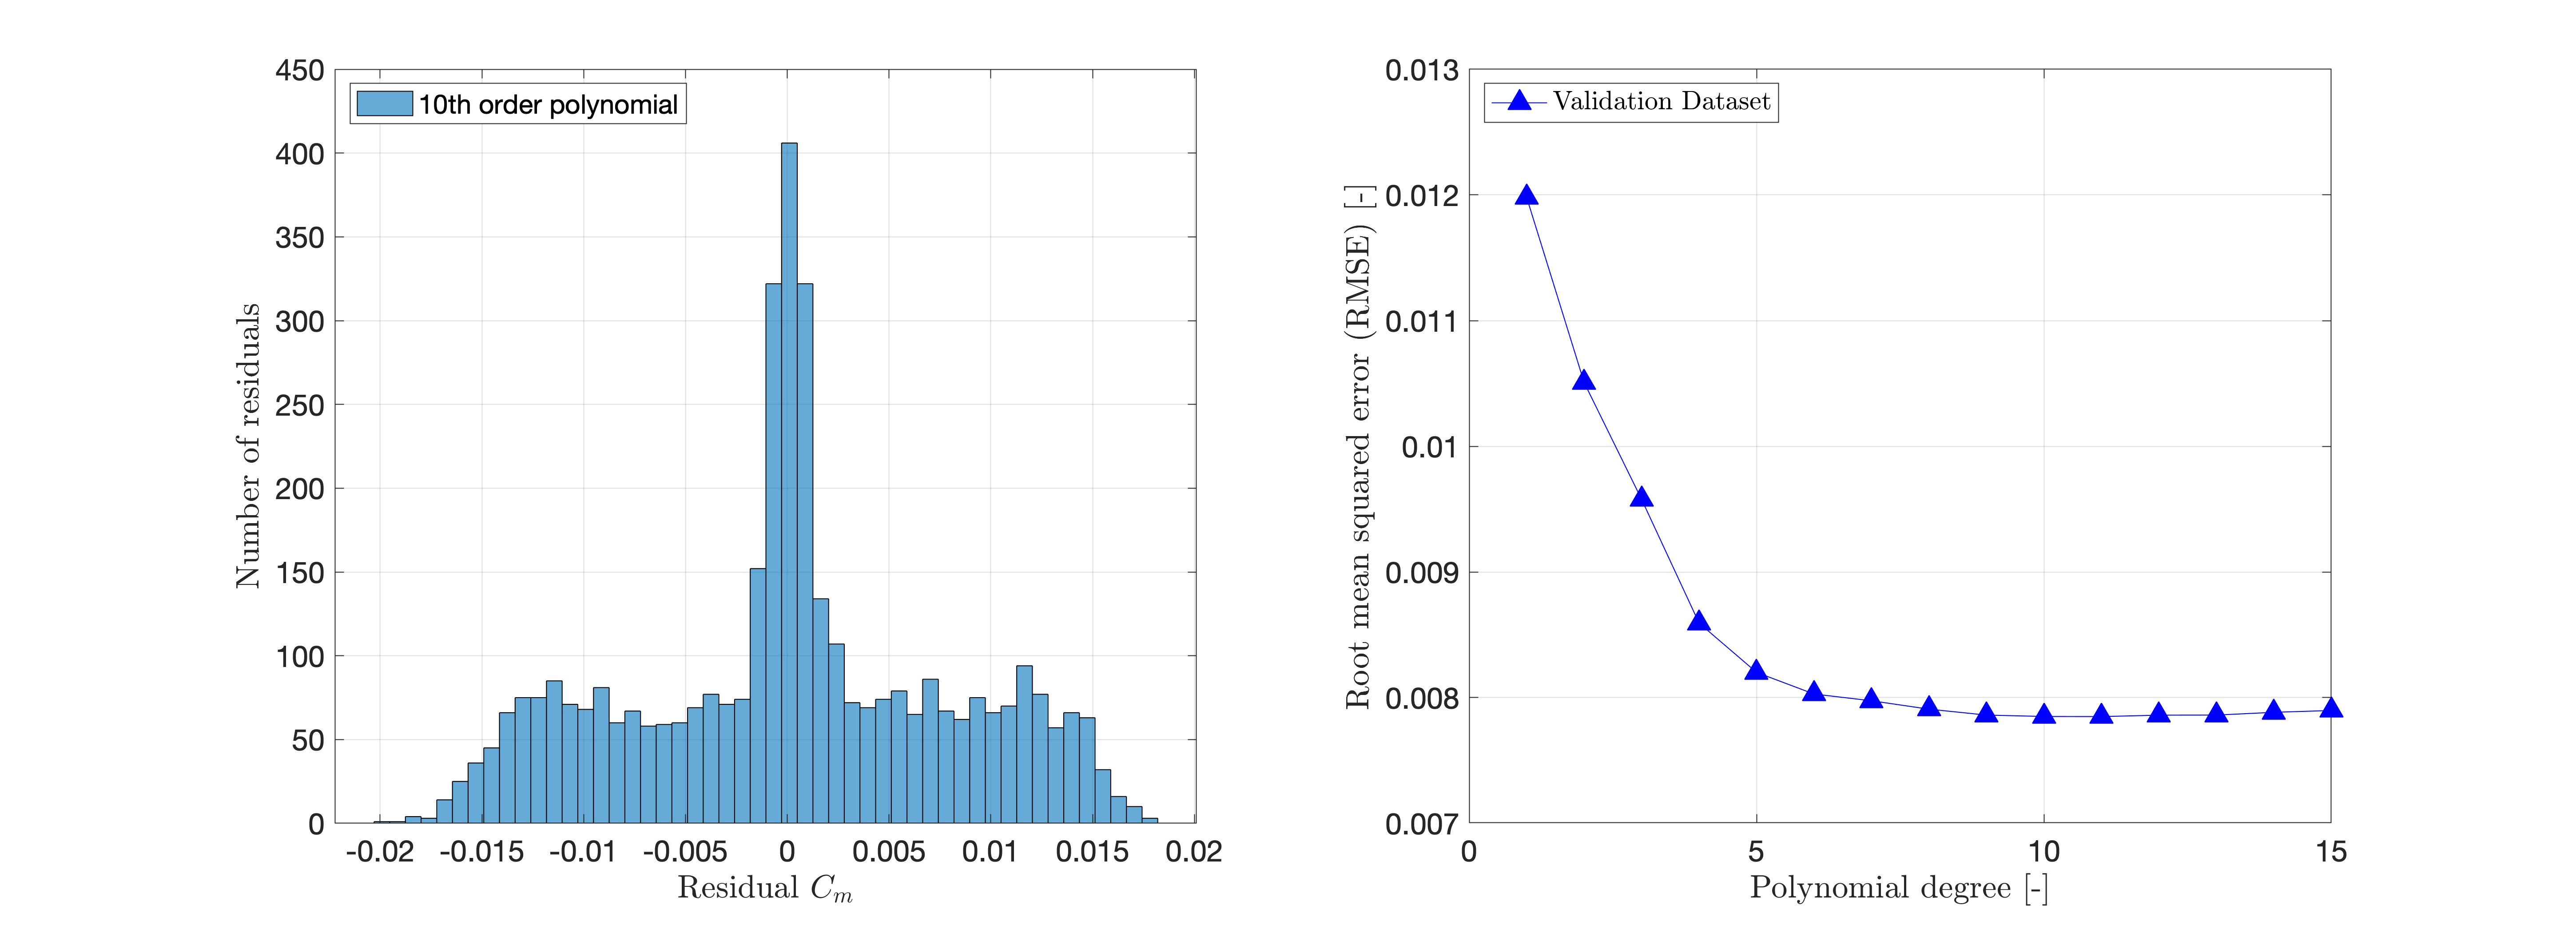 450
400
350
300
250
200
150
100
50
0
Number of residuals
10th order polynomial
-0.02 -0.015 -0.01 -0.005 0 0.005 0.01 0.015 0.02
Residual Cm
0.013
0.012
0.011
0.01
0.009
0.008
0.007
Root mean squared error (RMSE) [-]
Validation Dataset
0 5 10 15
Polynomial degree [-]